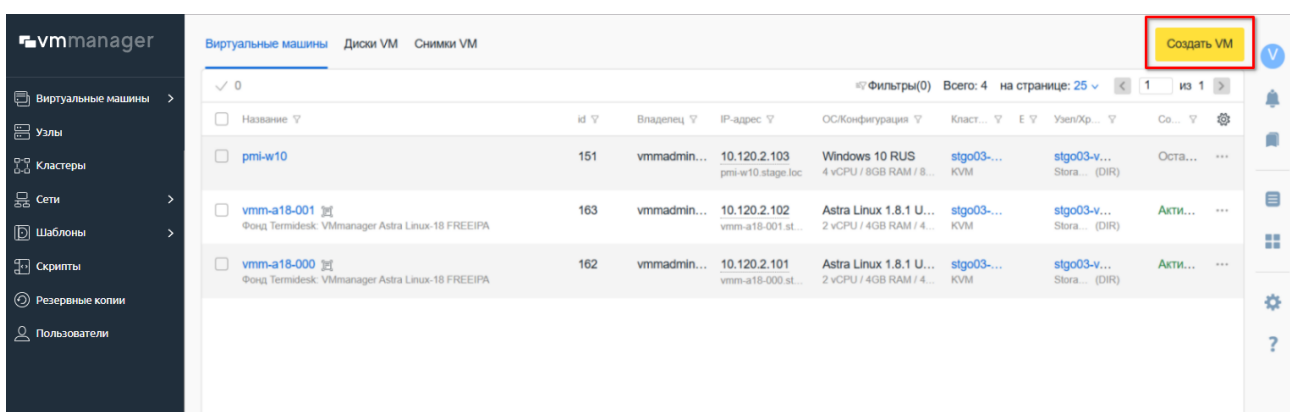 vmmanager
Виртуальные машины
Узлы
Кластеры
Сети
Шаблоны
Скрипты
Резервные копии
Пользователи
Виртуальные машины Диски VM Снимки VM Создать VM
0 Фильтры(0) Всего: 4 на странице: 25 1 из 1
Название id Владелец IP-адрес ОС/Конфигурация Класт... Е Узел/Хр... Со...
pmi-w10 151 vmmadmin... 10.120.2.103 Windows 10 RUS stgo03-... stgo03-v... Оста... ...
pmi-w10.stage.loc 4 vCPU / 8GB RAM / 8... KVM Stora... (DIR)
vmm-a18-001 163 vmmadmin... 10.120.2.102 Astra Linux 1.8.1 U... stgo03-... stgo03-v... Акти... ...
Фонд Termidesk: VMmanager Astra Linux-18 FREEIPA vmm-a18-001.st... 2 vCPU / 4GB RAM / 4... KVM Stora... (DIR)
vmm-a18-000 162 vmmadmin... 10.120.2.101 Astra Linux 1.8.1 U... stgo03-... stgo03-v... Акти... ...
Фонд Termidesk: VMmanager Astra Linux-18 FREEIPA vmm-a18-000.st... 2 vCPU / 4GB RAM / 4... KVM Stora... (DIR)
V
?